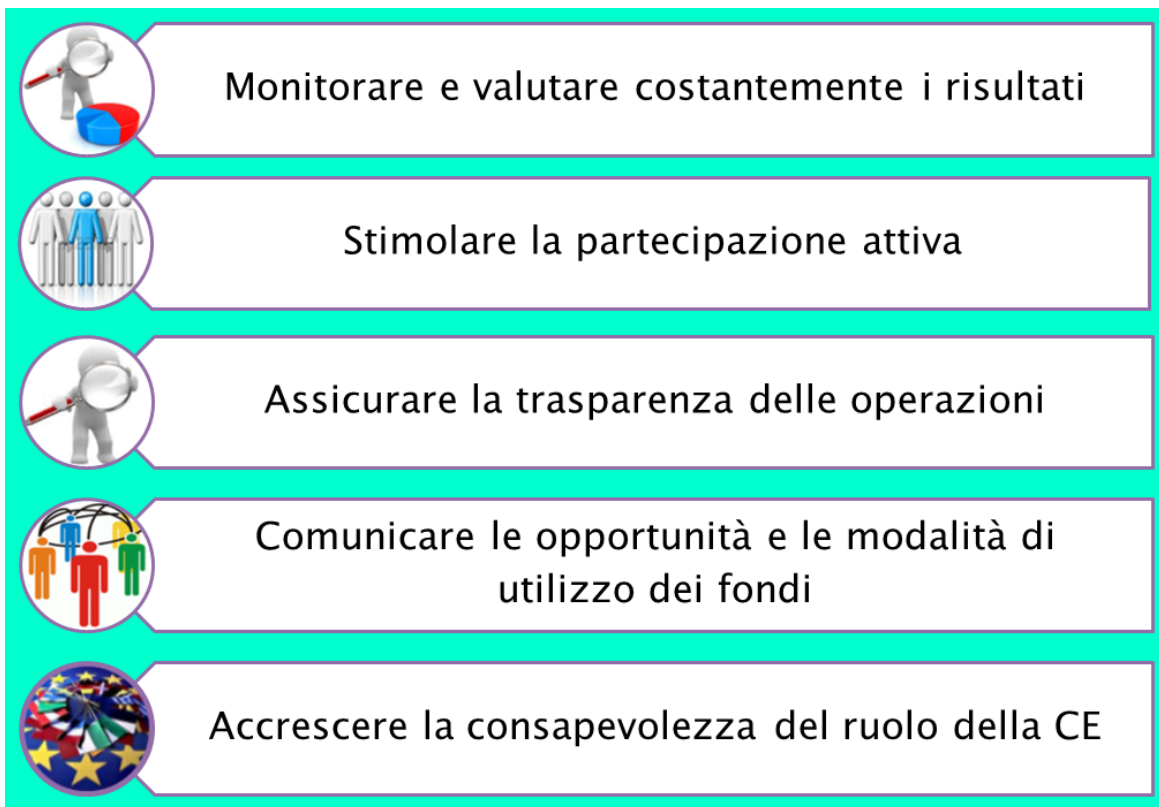 Monitorare e valutare costantemente i risultati
Stimolare la partecipazione attiva
Assicurare la trasparenza delle operazioni
Comunicare le opportunità e le modalità di
utilizzo dei fondi
Accrescere la consapevolezza del ruolo della CE